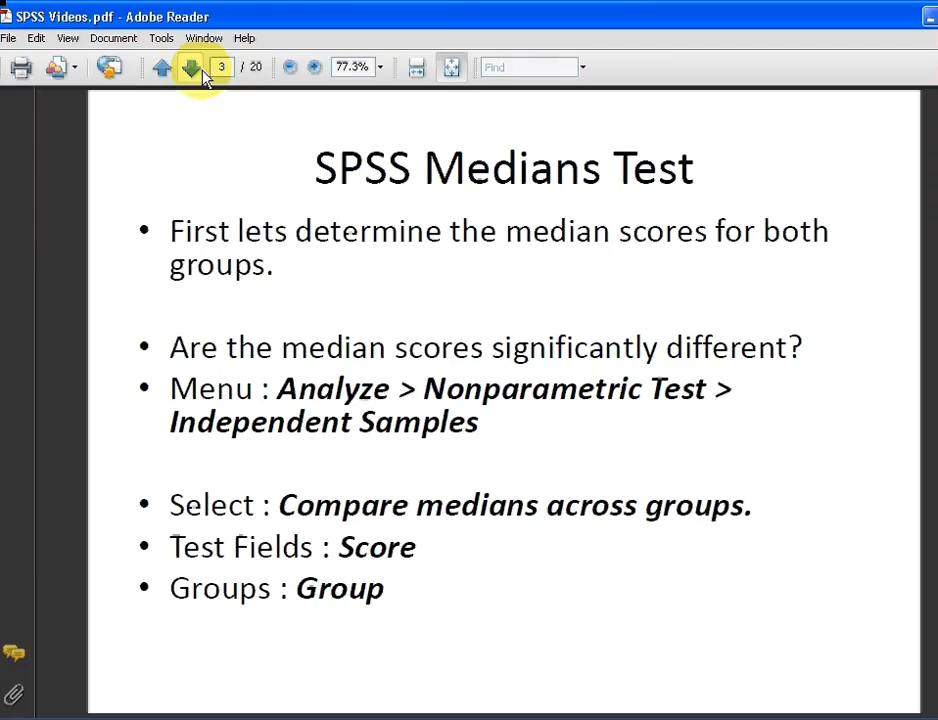 SPSS Videos.pdf - Adobe Reader
File Edit View Document Tools Window Help
3 / 20 77.3% Find
SPSS Medians Test
• First lets determine the median scores for both
groups.
• Are the median scores significantly different?
• Menu : Analyze > Nonparametric Test >
Independent Samples
• Select : Compare medians across groups.
• Test Fields : Score
• Groups : Group